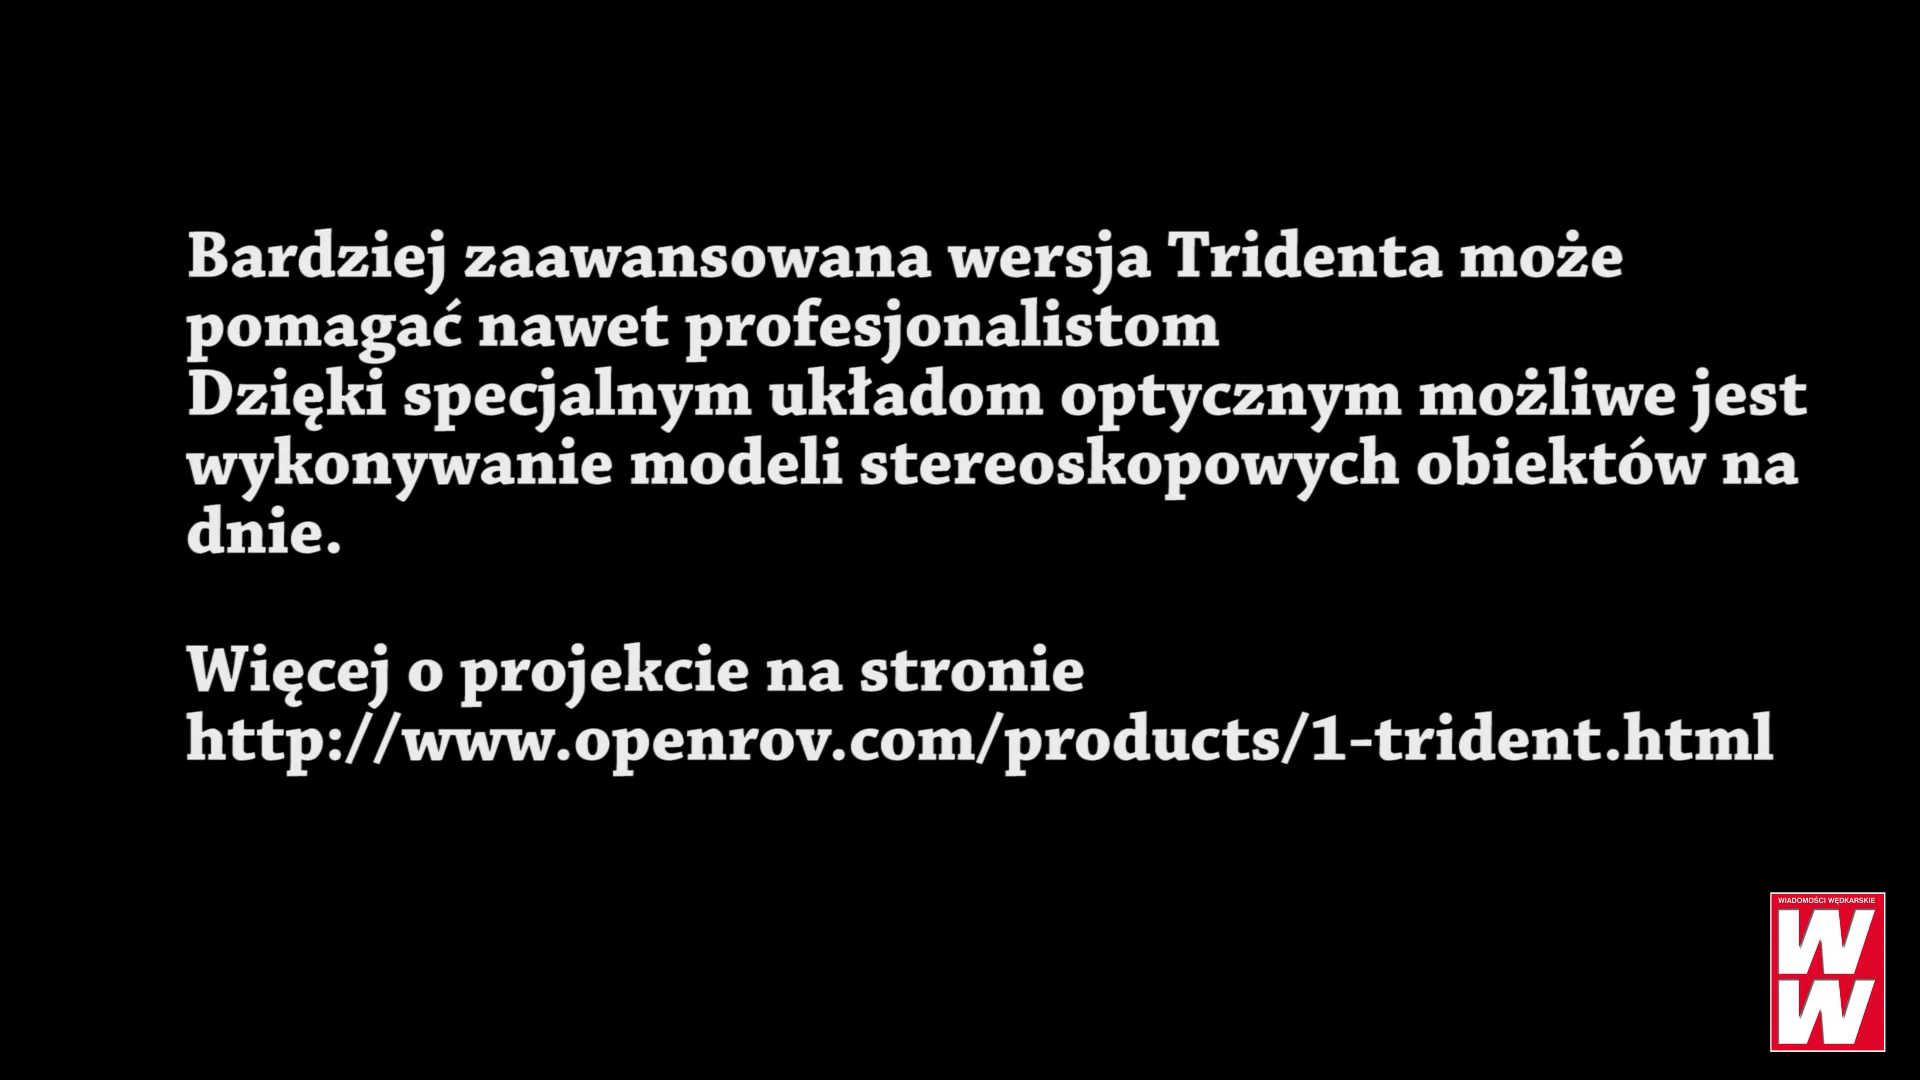 Bardziej zaawansowana wersja Tridenta może
pomagać nawet profesjonalistom
Dzięki specjalnym układom optycznym możliwe jest
wykonywanie modeli stereoskopowych obiektów na
dnie.
Więcej o projekcie na stronie
http://www.openrov.com/products/1-trident.html
WIADOMOŚCI WĘDKARSKIE
W
W